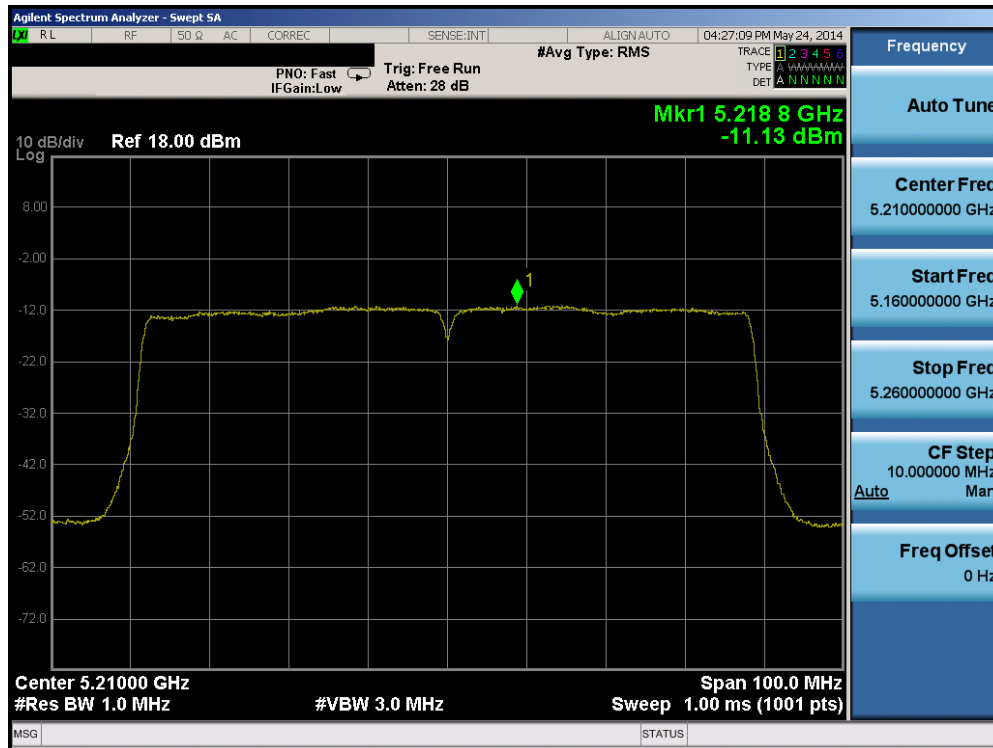 Agilent Spectrum Analyzer - Swept SA
LXI RL RF 50 Ω AC CORREC SENSE:INT ALIGNAUTO 04:27:09 PM May 24, 2014
#Avg Type: RMS TRACE 1 2 3 4 5 6
PNO: Fast Trig: Free Run TYPE A WWWWW
IFGain:Low Atten: 28 dB DET A N N N N N
Mkr1 5.218 8 GHz
-11.13 dBm
10 dB/div Ref 18.00 dBm
Log
8.00
-2.00
1
-12.0
-22.0
-32.0
-42.0
-52.0
-62.0
-72.0
Center 5.21000 GHz Span 100.0 MHz
#Res BW 1.0 MHz #VBW 3.0 MHz Sweep 1.00 ms (1001 pts)
MSG STATUS
Frequency
Auto Tune
Center Freq
5.210000000 GHz
Start Freq
5.160000000 GHz
Stop Freq
5.260000000 GHz
CF Step
10.000000 MHz
Auto Man
Freq Offset
0 Hz